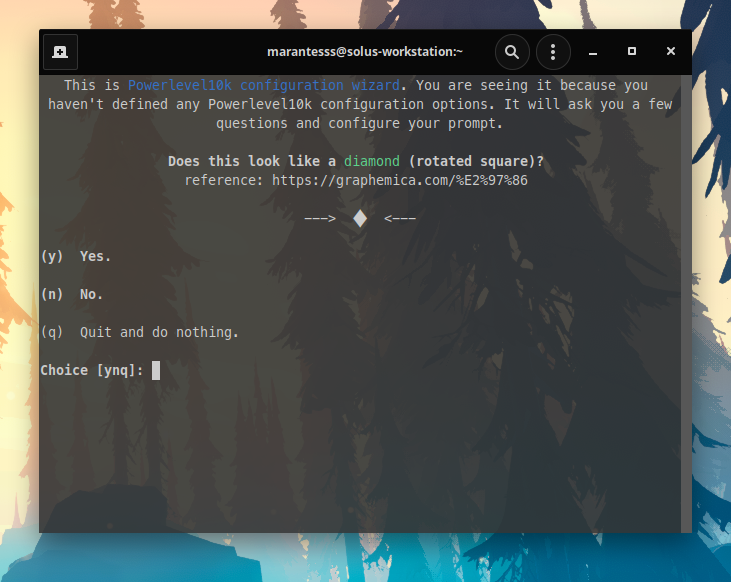 marantesss@solus-workstation:~
This is Powerlevel10k configuration wizard. You are seeing it because you
haven't defined any Powerlevel10k configuration options. It will ask you a few
questions and configure your prompt.
Does this look like a diamond (rotated square)?
reference: https://graphemica.com/%E2%97%86
---> ◆ <---
(y) Yes.
(n) No.
(q) Quit and do nothing.
Choice [ynq]: